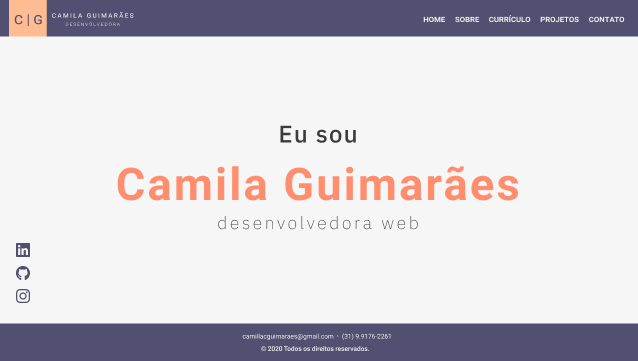 C | G
CAMILA GUIMARÃES
DESENVOLVEDORA
HOME SOBRE CURRÍCULO PROJETOS CONTATO
Eu sou
Camila Guimarães
desenvolvedora web
camillacguimaraes@gmail.com • (31) 9.9176-2261
© 2020 Todos os direitos reservados.